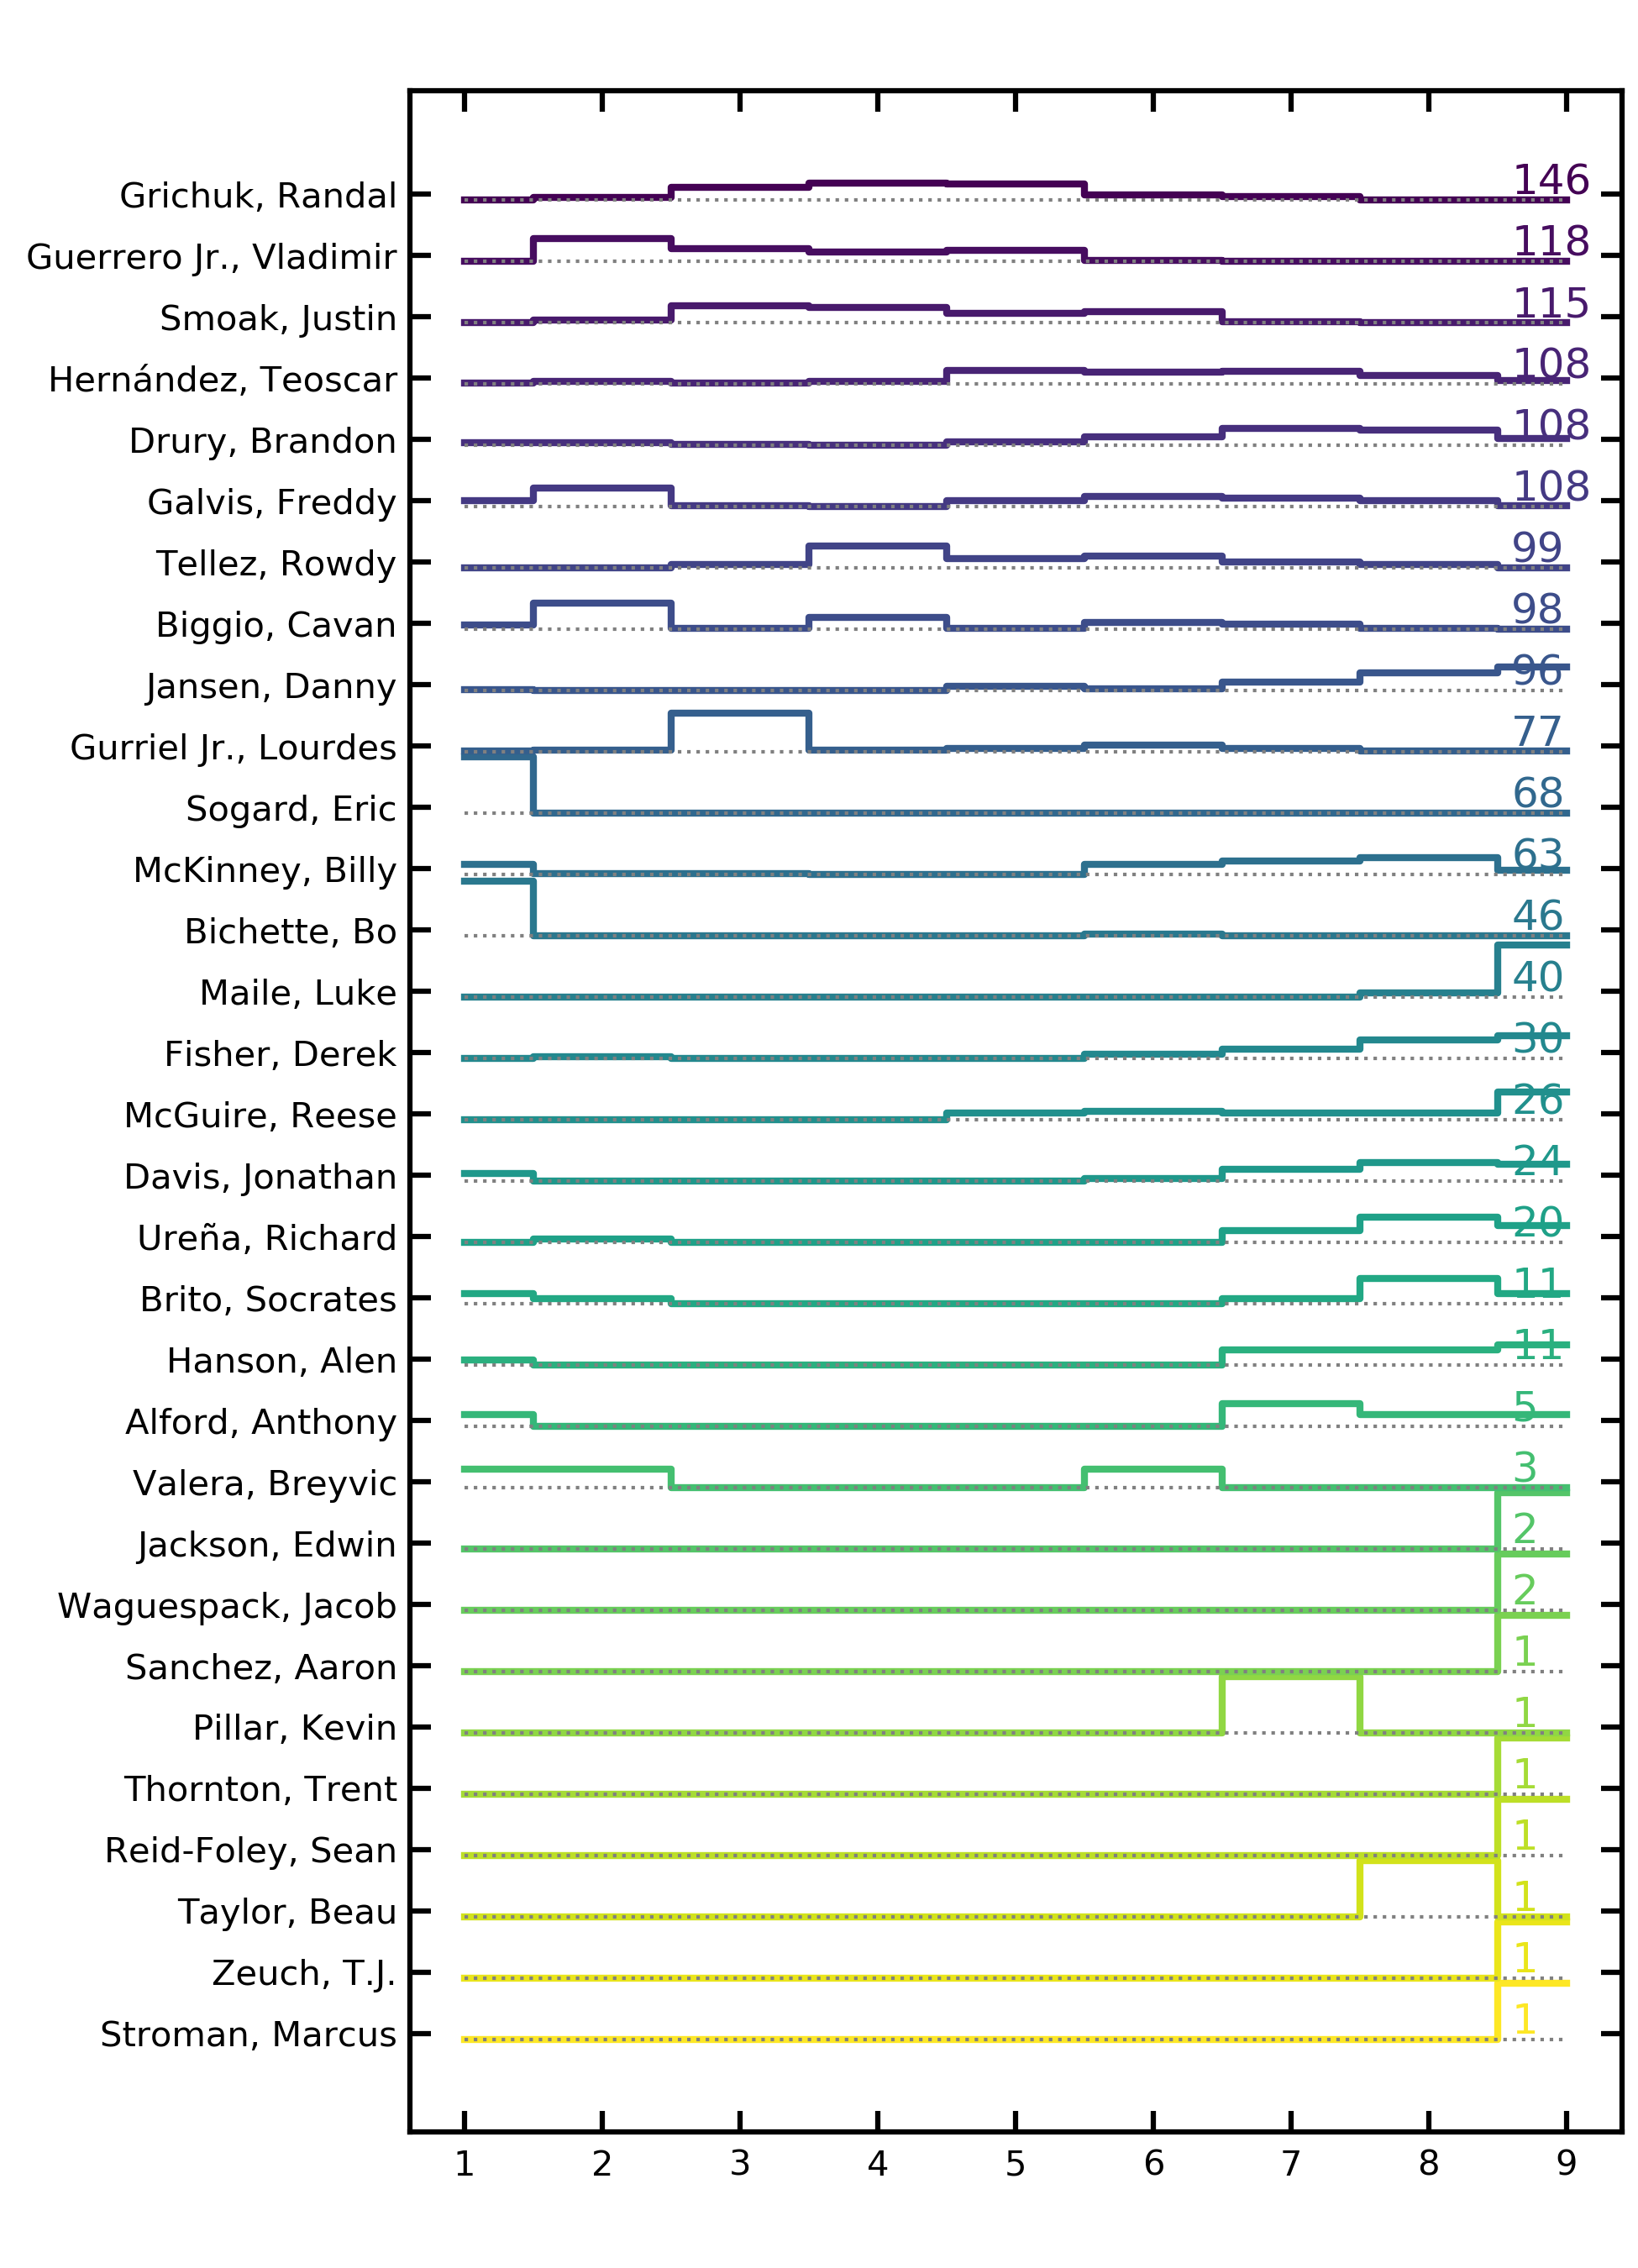 Grichuk, Randal 146
Guerrero Jr., Vladimir 118
Smoak, Justin 115
Hernández, Teoscar 108
Drury, Brandon 108
Galvis, Freddy 108
Tellez, Rowdy 99
Biggio, Cavan 98
Jansen, Danny 96
Gurriel Jr., Lourdes 77
Sogard, Eric 68
McKinney, Billy 63
Bichette, Bo 46
Maile, Luke 40
Fisher, Derek 30
McGuire, Reese 26
Davis, Jonathan 24
Ureña, Richard 20
Brito, Socrates 11
Hanson, Alen 11
Alford, Anthony 5
Valera, Breyvic 3
Jackson, Edwin 2
Waguespack, Jacob 2
Sanchez, Aaron 1
Pillar, Kevin 1
Thornton, Trent 1
Reid-Foley, Sean 1
Taylor, Beau 1
Zeuch, T.J. 1
Stroman, Marcus 1
1 2 3 4 5 6 7 8 9